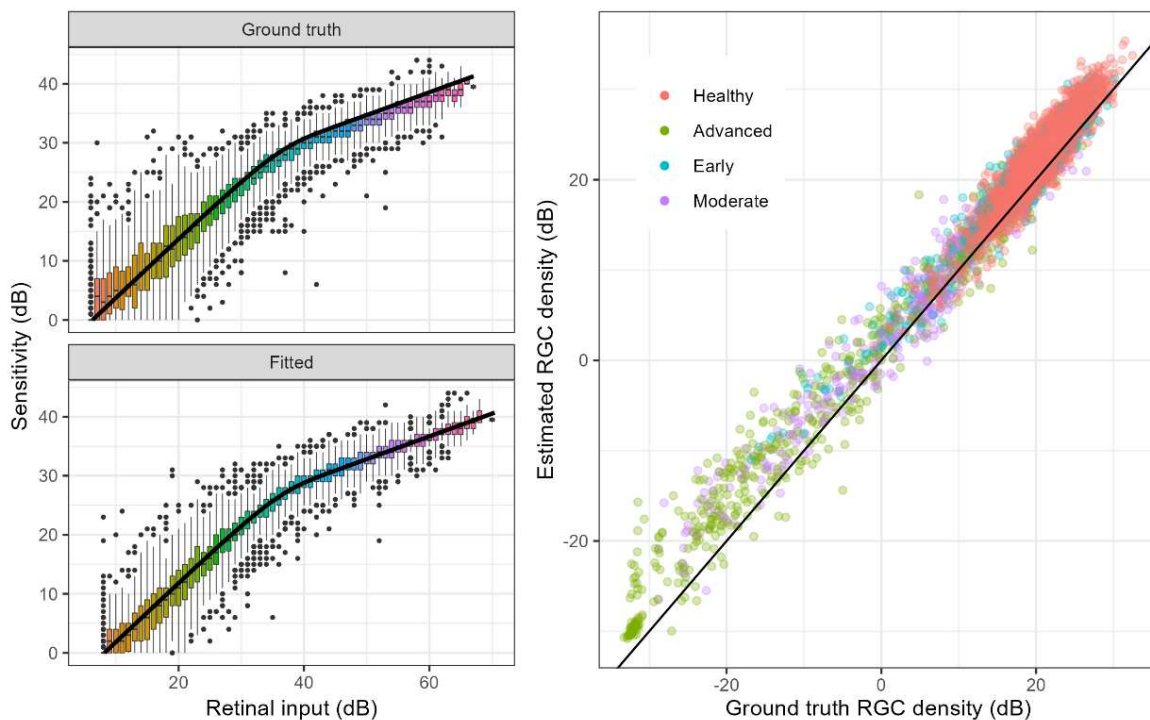 Ground truth
40
30
20
10
0
Fitted
40
30
20
10
0
20
40
60
Sensitivity (dB)
Retinal input (dB)
Healthy
Advanced
Early
Moderate
20
0
-20
-20
0
20
Estimated RGC density (dB)
Ground truth RGC density (dB)